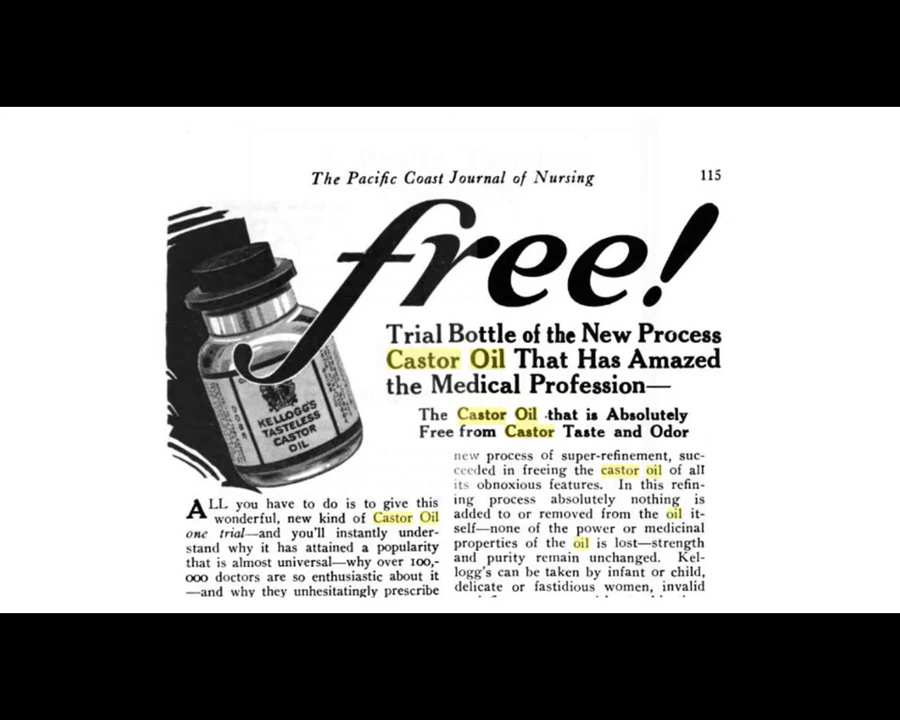 The Pacific Coast Journal of Nursing
115
free!
Trial Bottle of the New Process
Castor Oil That Has Amazed
the Medical Profession—
The Castor Oil that is Absolutely
Free from Castor Taste and Odor
KELLOGG'S
TASTELESS
CASTOR
OIL
DOSE
ALL you have to do is to give this
wonderful, new kind of Castor Oil
one trial—and you'll instantly under-
stand why it has attained a popularity
that is almost universal—why over 100,-
000 doctors are so enthusiastic about it
—and why they unhesitatingly prescribe
new process of super-refinement, suc-
ceeded in freeing the castor oil of all
its obnoxious features. In this refin-
ing process absolutely nothing is
added to or removed from the oil it-
self—none of the power or medicinal
properties of the oil is lost—strength
and purity remain unchanged. Kel-
logg's can be taken by infant or child,
delicate or fastidious women, invalid